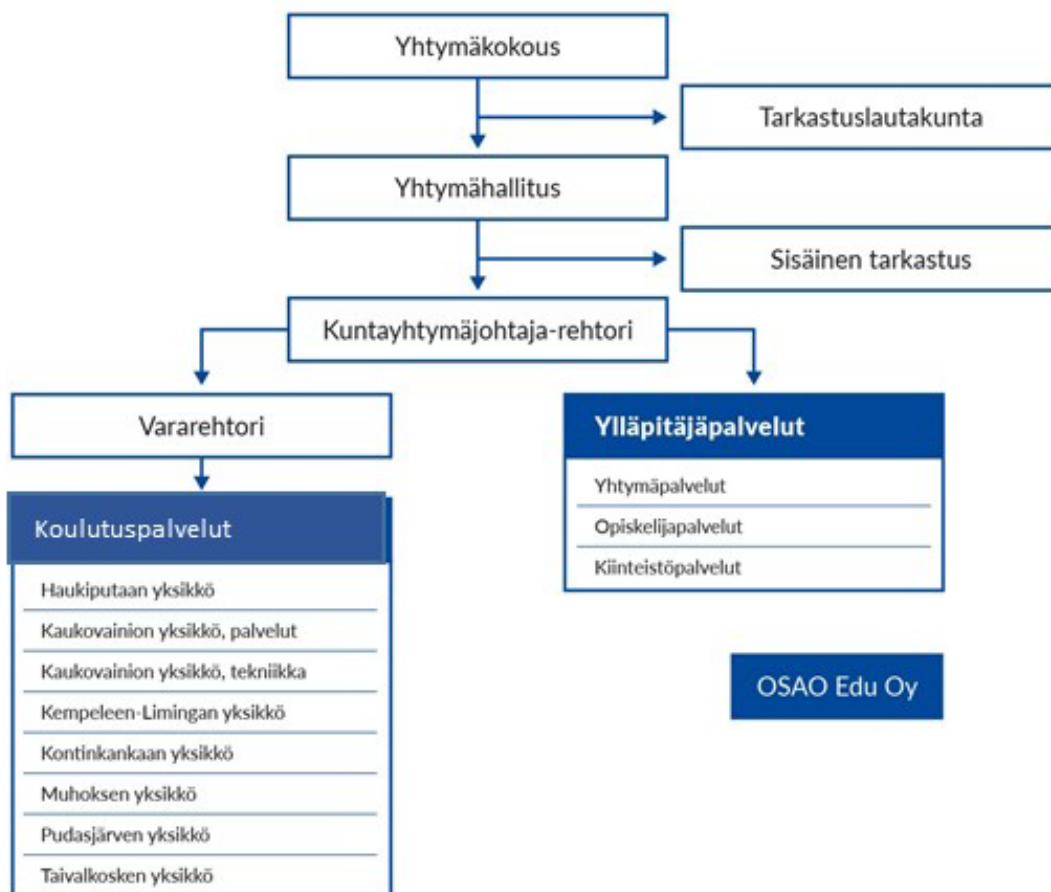 Yhtymäkokous
Tarkastuslautakunta
Yhtymähallitus
Sisäinen tarkastus
Kuntayhtymäjohtaja-rehtori
Vararehtori
Koulutuspalvelut
Haukiputaan yksikkö
Kaukovainion yksikkö, palvelut
Kaukovainion yksikkö, tekniikka
Kempeleen-Limingan yksikkö
Kontinkankaan yksikkö
Muhoksen yksikkö
Pudasjärven yksikkö
Taivalkosken yksikkö
Ylläpitäjäpalvelut
Yhtymäpalvelut
Opiskelijapalvelut
Kiinteistöpalvelut
OSAO Edu Oy